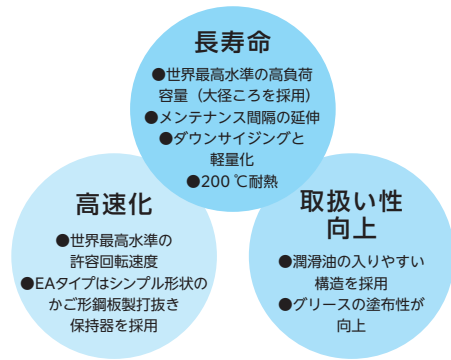 長寿命
●世界最高水準の高負荷
容量（大径ころを採用）
●メンテナンス間隔の延伸
●ダウンサイジングと
軽量化
●200 ℃耐熱
高速化
●世界最高水準の
許容回転速度
●EAタイプはシンプル形状の
かご形鋼板製打抜き
保持器を採用
取扱い性
向上
●潤滑油の入りやすい
構造を採用
●グリースの塗布性が
向上